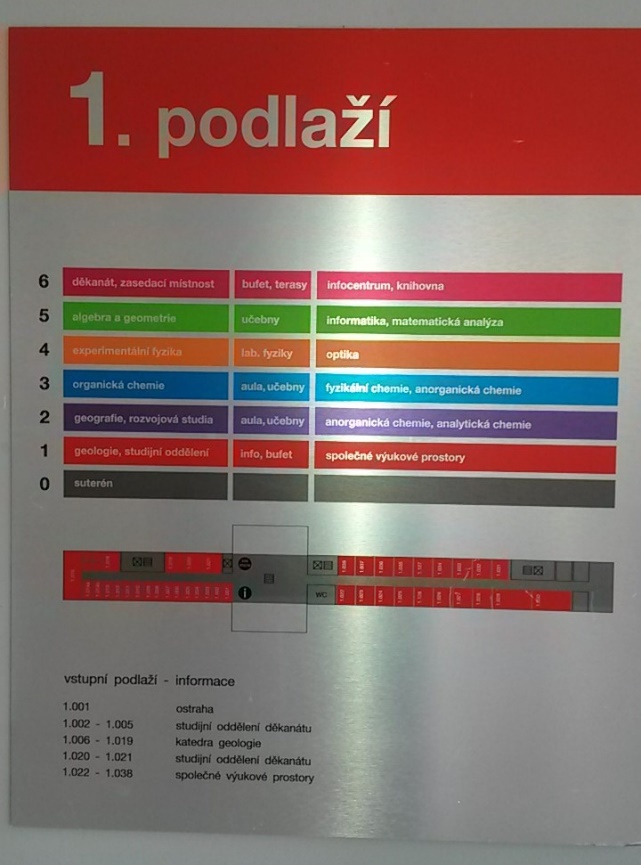 1. podlaží
6 děkanát, zasedací místnost bufet, terasy infocentrum, knihovna
5 algebra a geometrie učebny informatika, matematická analýza
4 experimentální fyzika lab. fyziky optika
3 organická chemie aula, učebny fyzikální chemie, anorganická chemie
2 geografie, rozvojová studia aula, učebny anorganická chemie, analytická chemie
1 geologie, studijní oddělení info, bufet společné výukové prostory
0 suterén
i
WC
vstupní podlaží - informace
1.001 ostraha
1.002 - 1.005 studijní oddělení děkanátu
1.006 - 1.019 katedra geologie
1.020 - 1.021 studijní oddělení děkanátu
1.022 - 1.038 společné výukové prostory